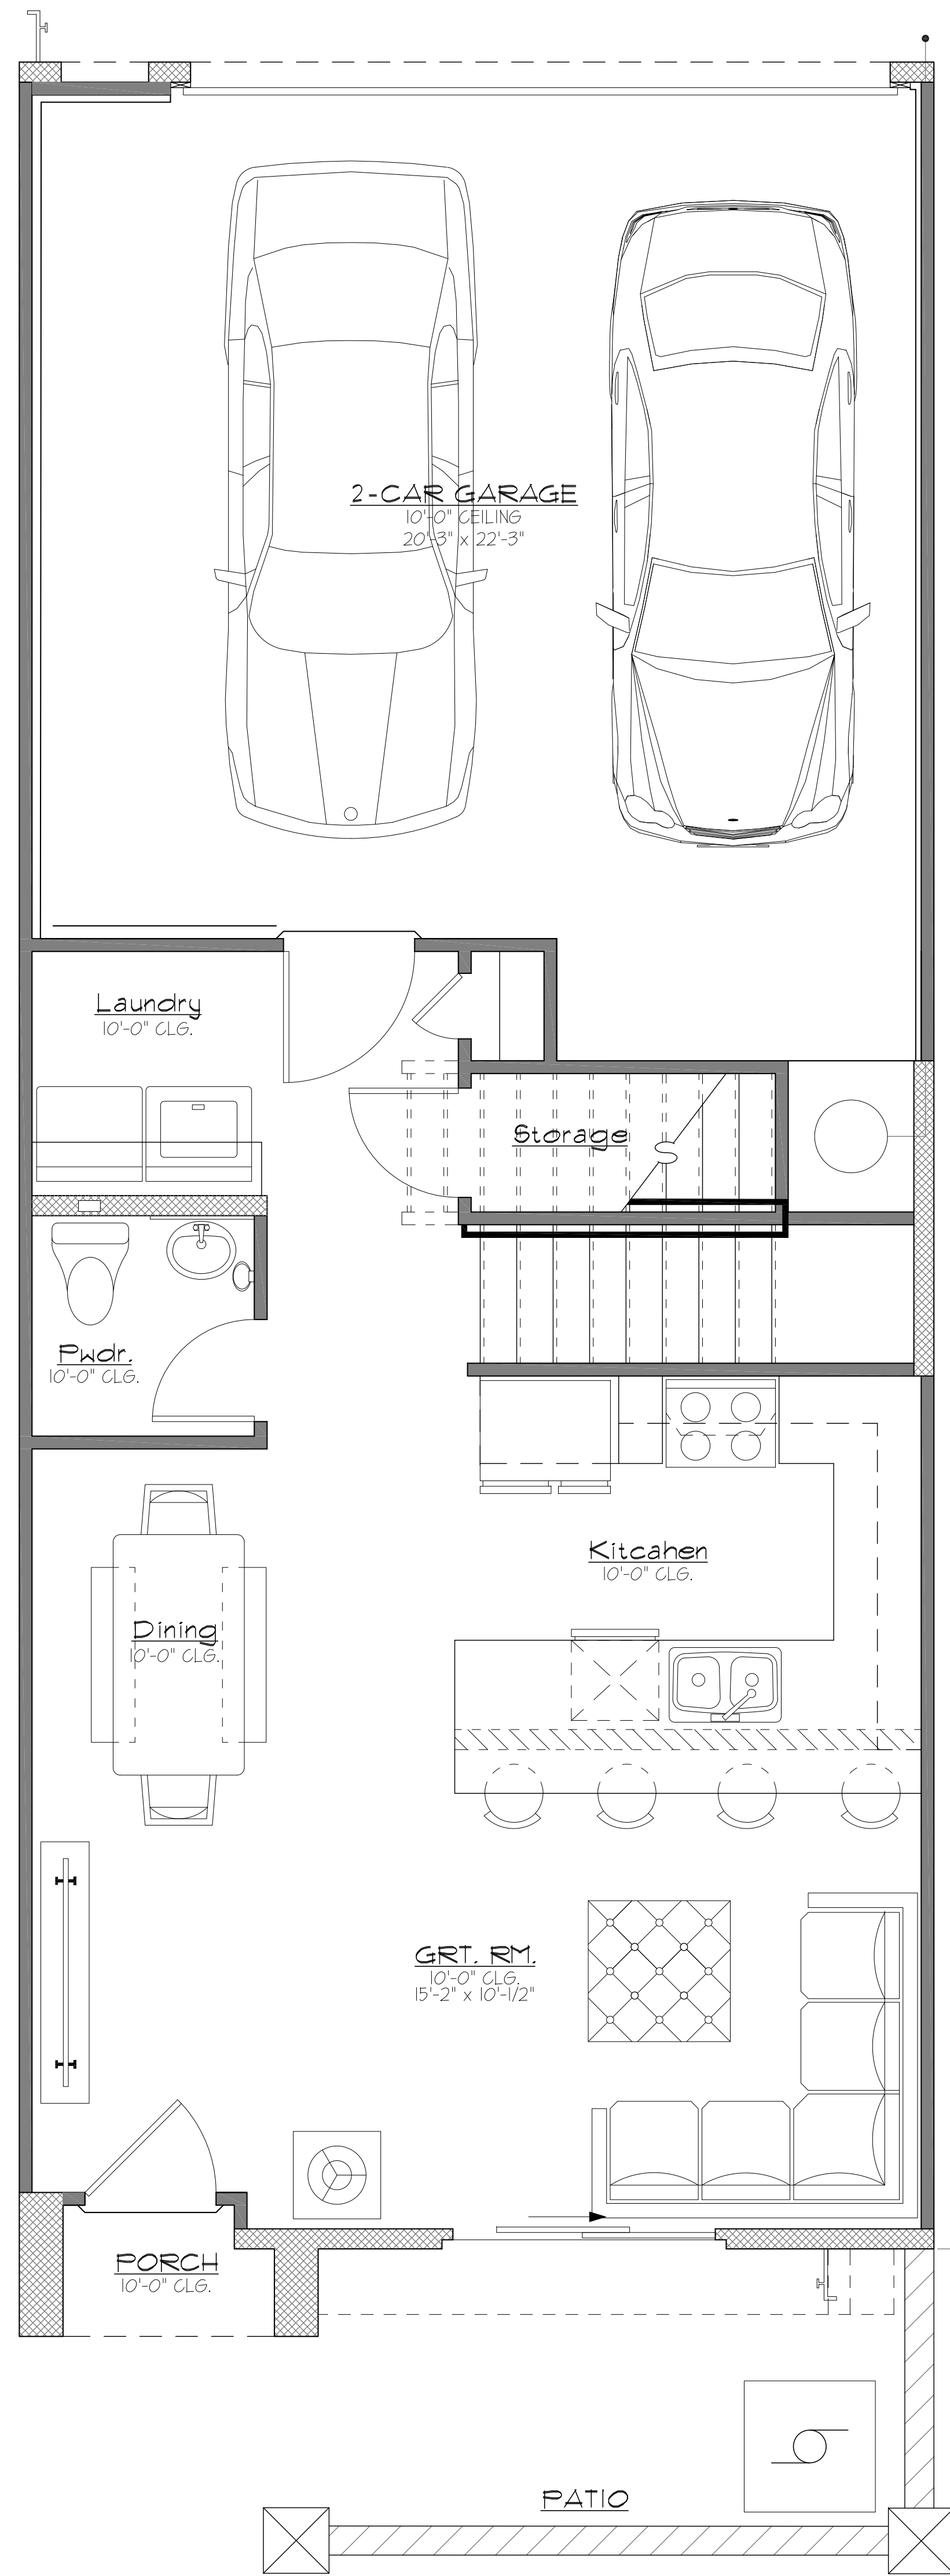 2-CAR GARAGE
10'-0" CEILING
20'-3" x 22'-3"
Laundry
10'-0" CLG.
Storage
Pwdr.
10'-0" CLG.
Kitcahen
10'-0" CLG.
Dining
10'-0" CLG.
GRT. RM.
10'-0" CLG.
15'-2" x 10'-1/2"
PORCH
10'-0" CLG.
PATIO